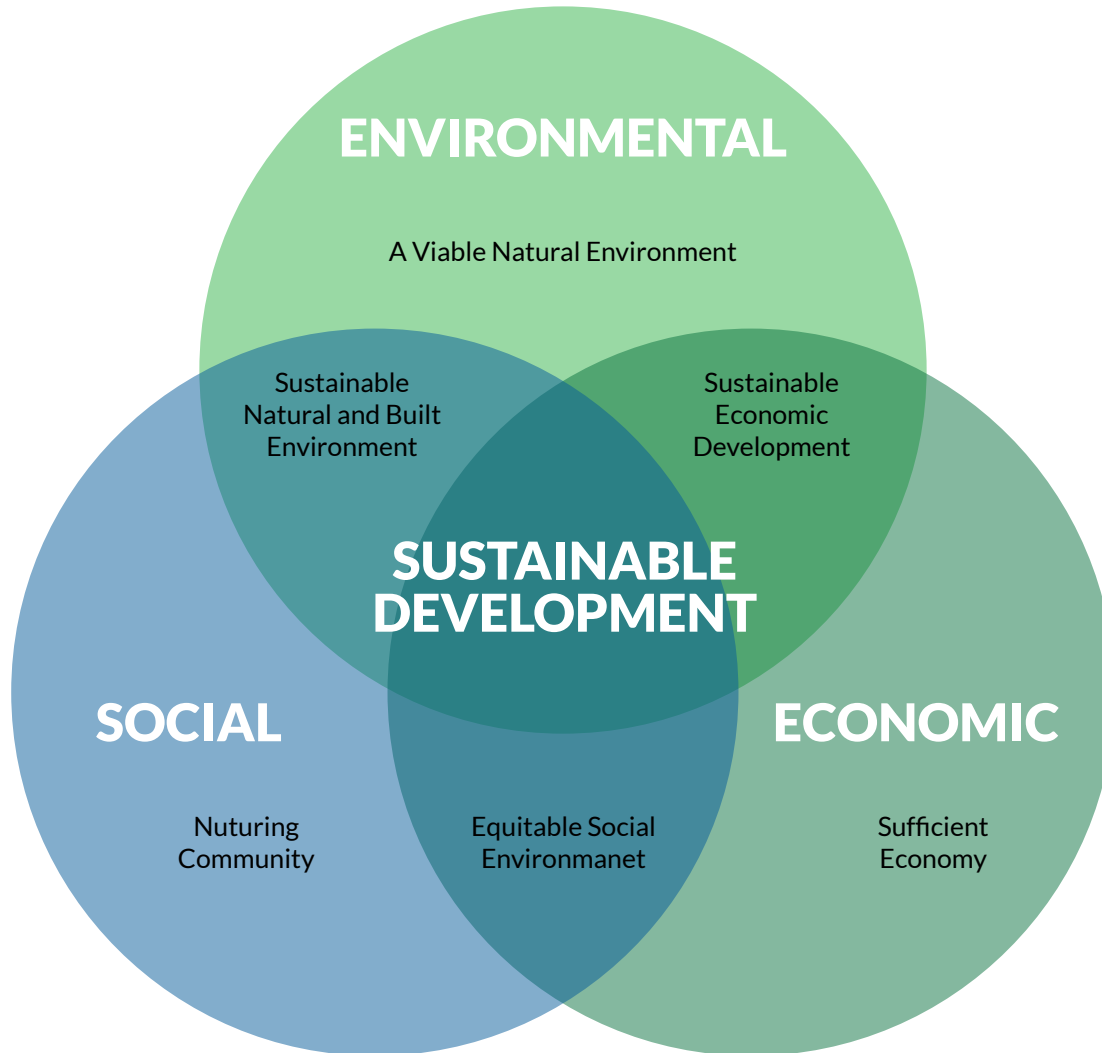 ENVIRONMENTAL
A Viable Natural Environment
Sustainable
Natural and Built
Environment
Sustainable
Economic
Development
SUSTAINABLE
DEVELOPMENT
SOCIAL
ECONOMIC
Nuturing
Community
Equitable Social
Environmanet
Sufficient
Economy